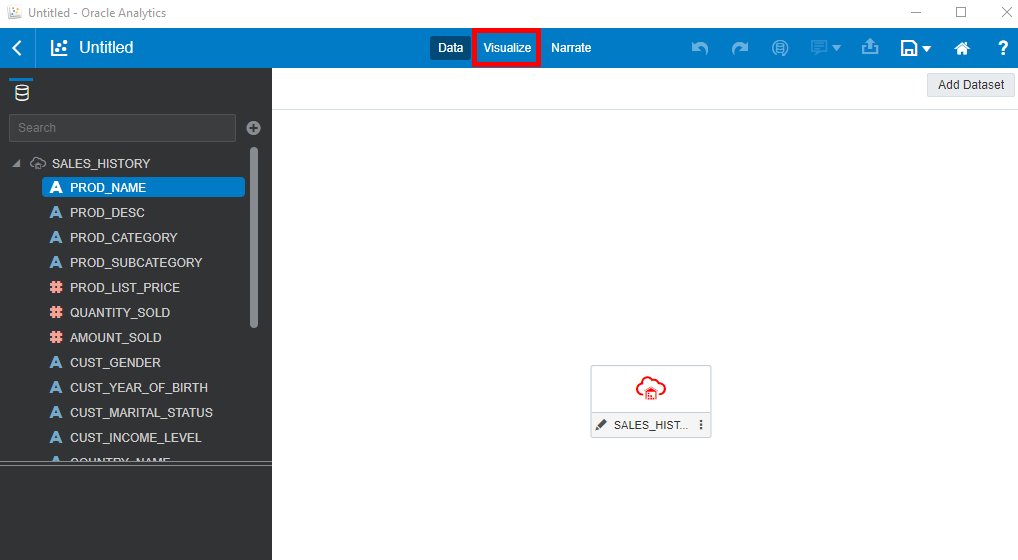 Untitled - Oracle Analytics
Untitled
Data Visualize Narrate
?
Add Dataset
Search
SALES_HISTORY
A PROD_NAME
A PROD_DESC
A PROD_CATEGORY
A PROD_SUBCATEGORY
# PROD_LIST_PRICE
# QUANTITY_SOLD
# AMOUNT_SOLD
A CUST_GENDER
A CUST_YEAR_OF_BIRTH
A CUST_MARITAL_STATUS
A CUST_INCOME_LEVEL
A COUNTRY_NAME
SALES_HIST...